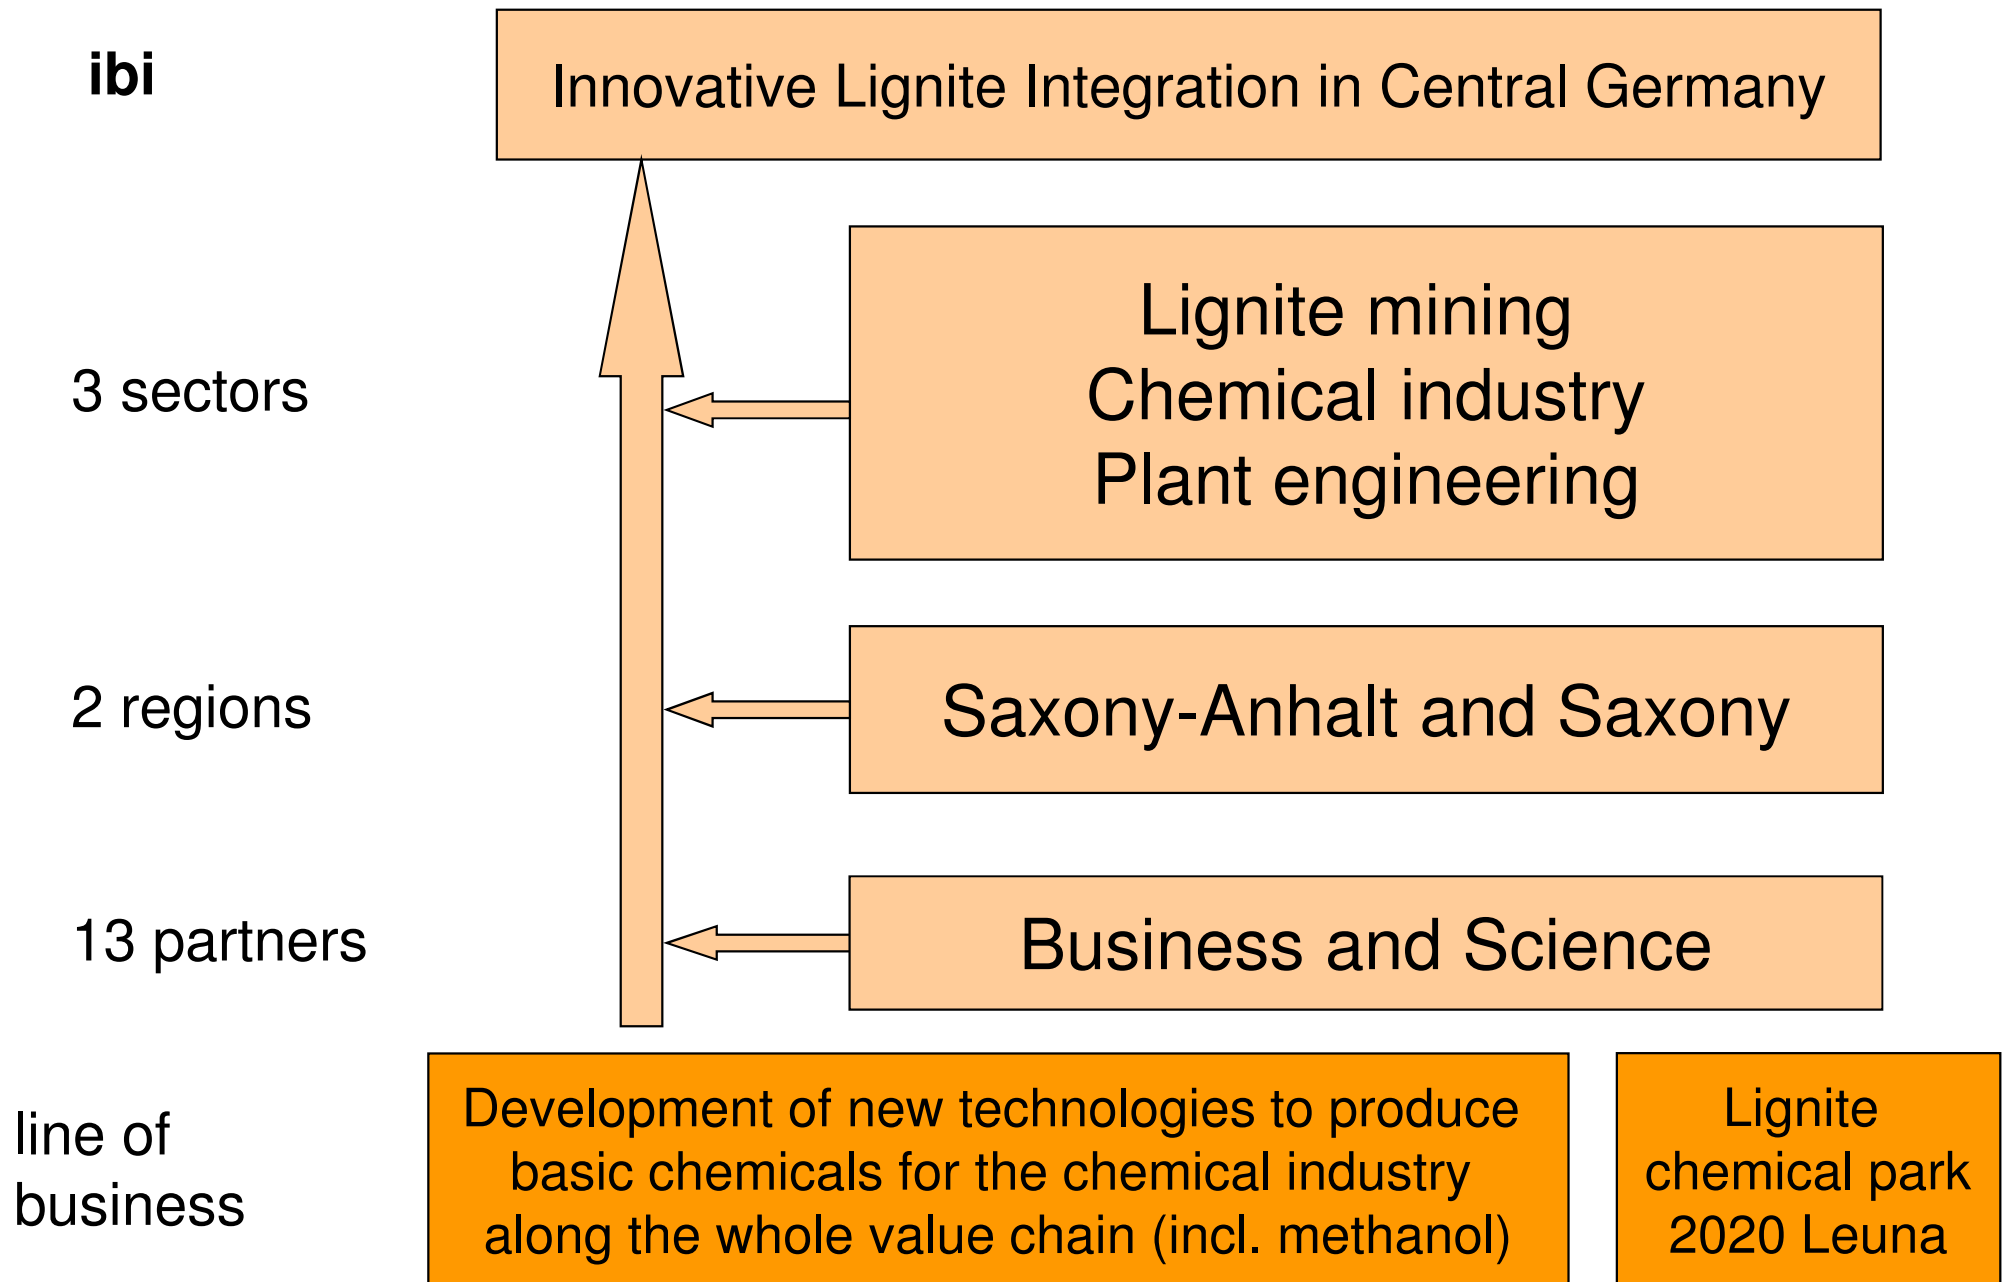 ibi
Innovative Lignite Integration in Central Germany
3 sectors
Lignite mining
Chemical industry
Plant engineering
2 regions
Saxony-Anhalt and Saxony
13 partners
Business and Science
line of
business
Development of new technologies to produce
basic chemicals for the chemical industry
along the whole value chain (incl. methanol)
Lignite
chemical park
2020 Leuna